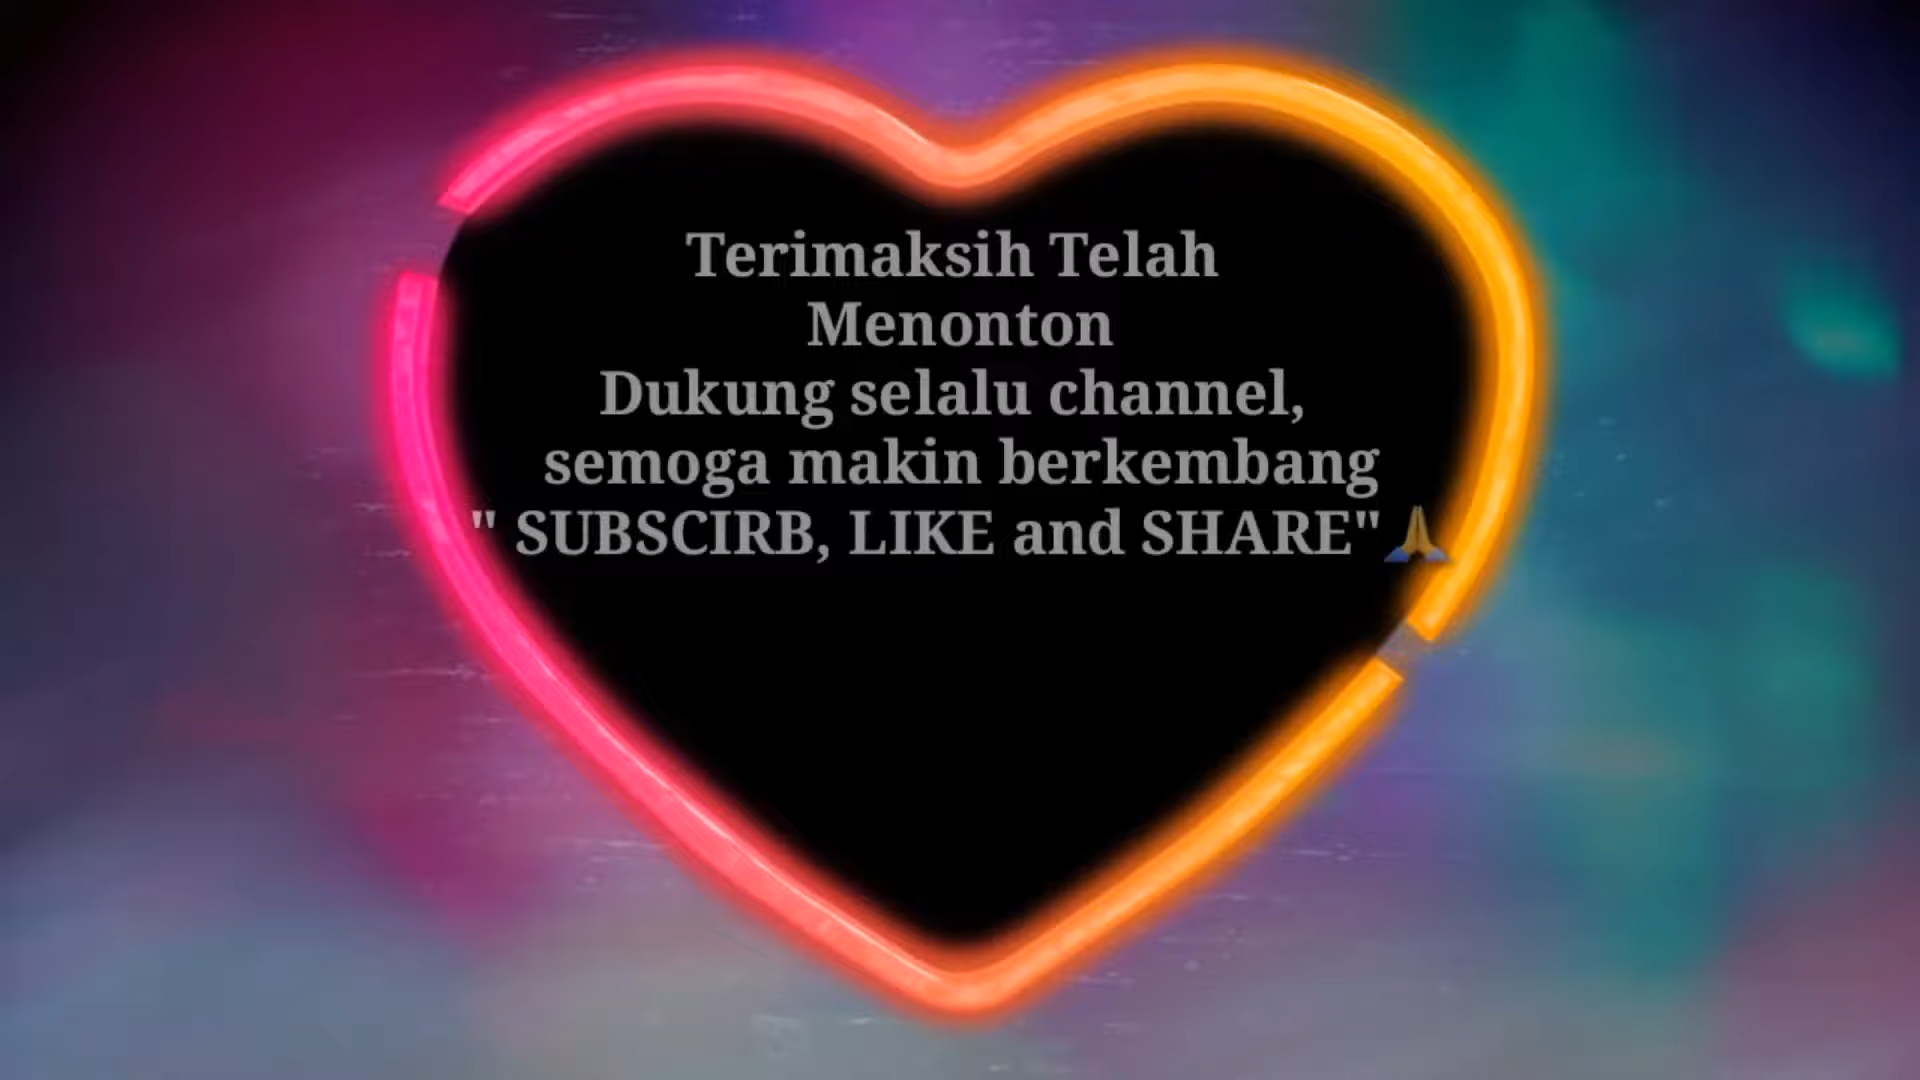 Terimaksih Telah
Menonton
Dukung selalu channel,
semoga makin berkembang
" SUBSCIRB, LIKE and SHARE"🙏